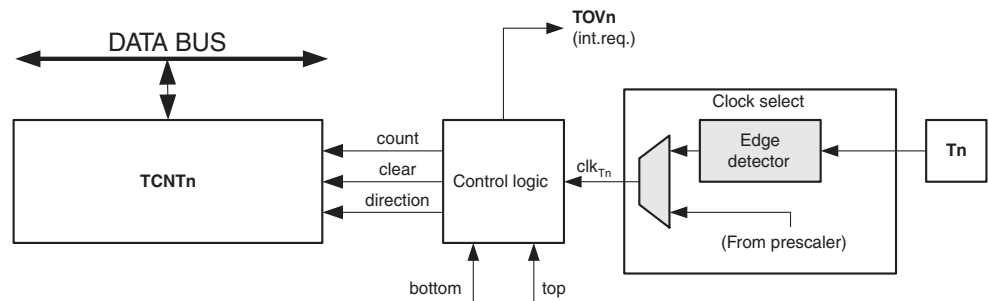 TOVn
(int.req.)
DATA BUS
Clock select
TCNTn
count
clear
direction
Control logic
clkTn
Edge
detector
Tn
(From prescaler)
bottom
top